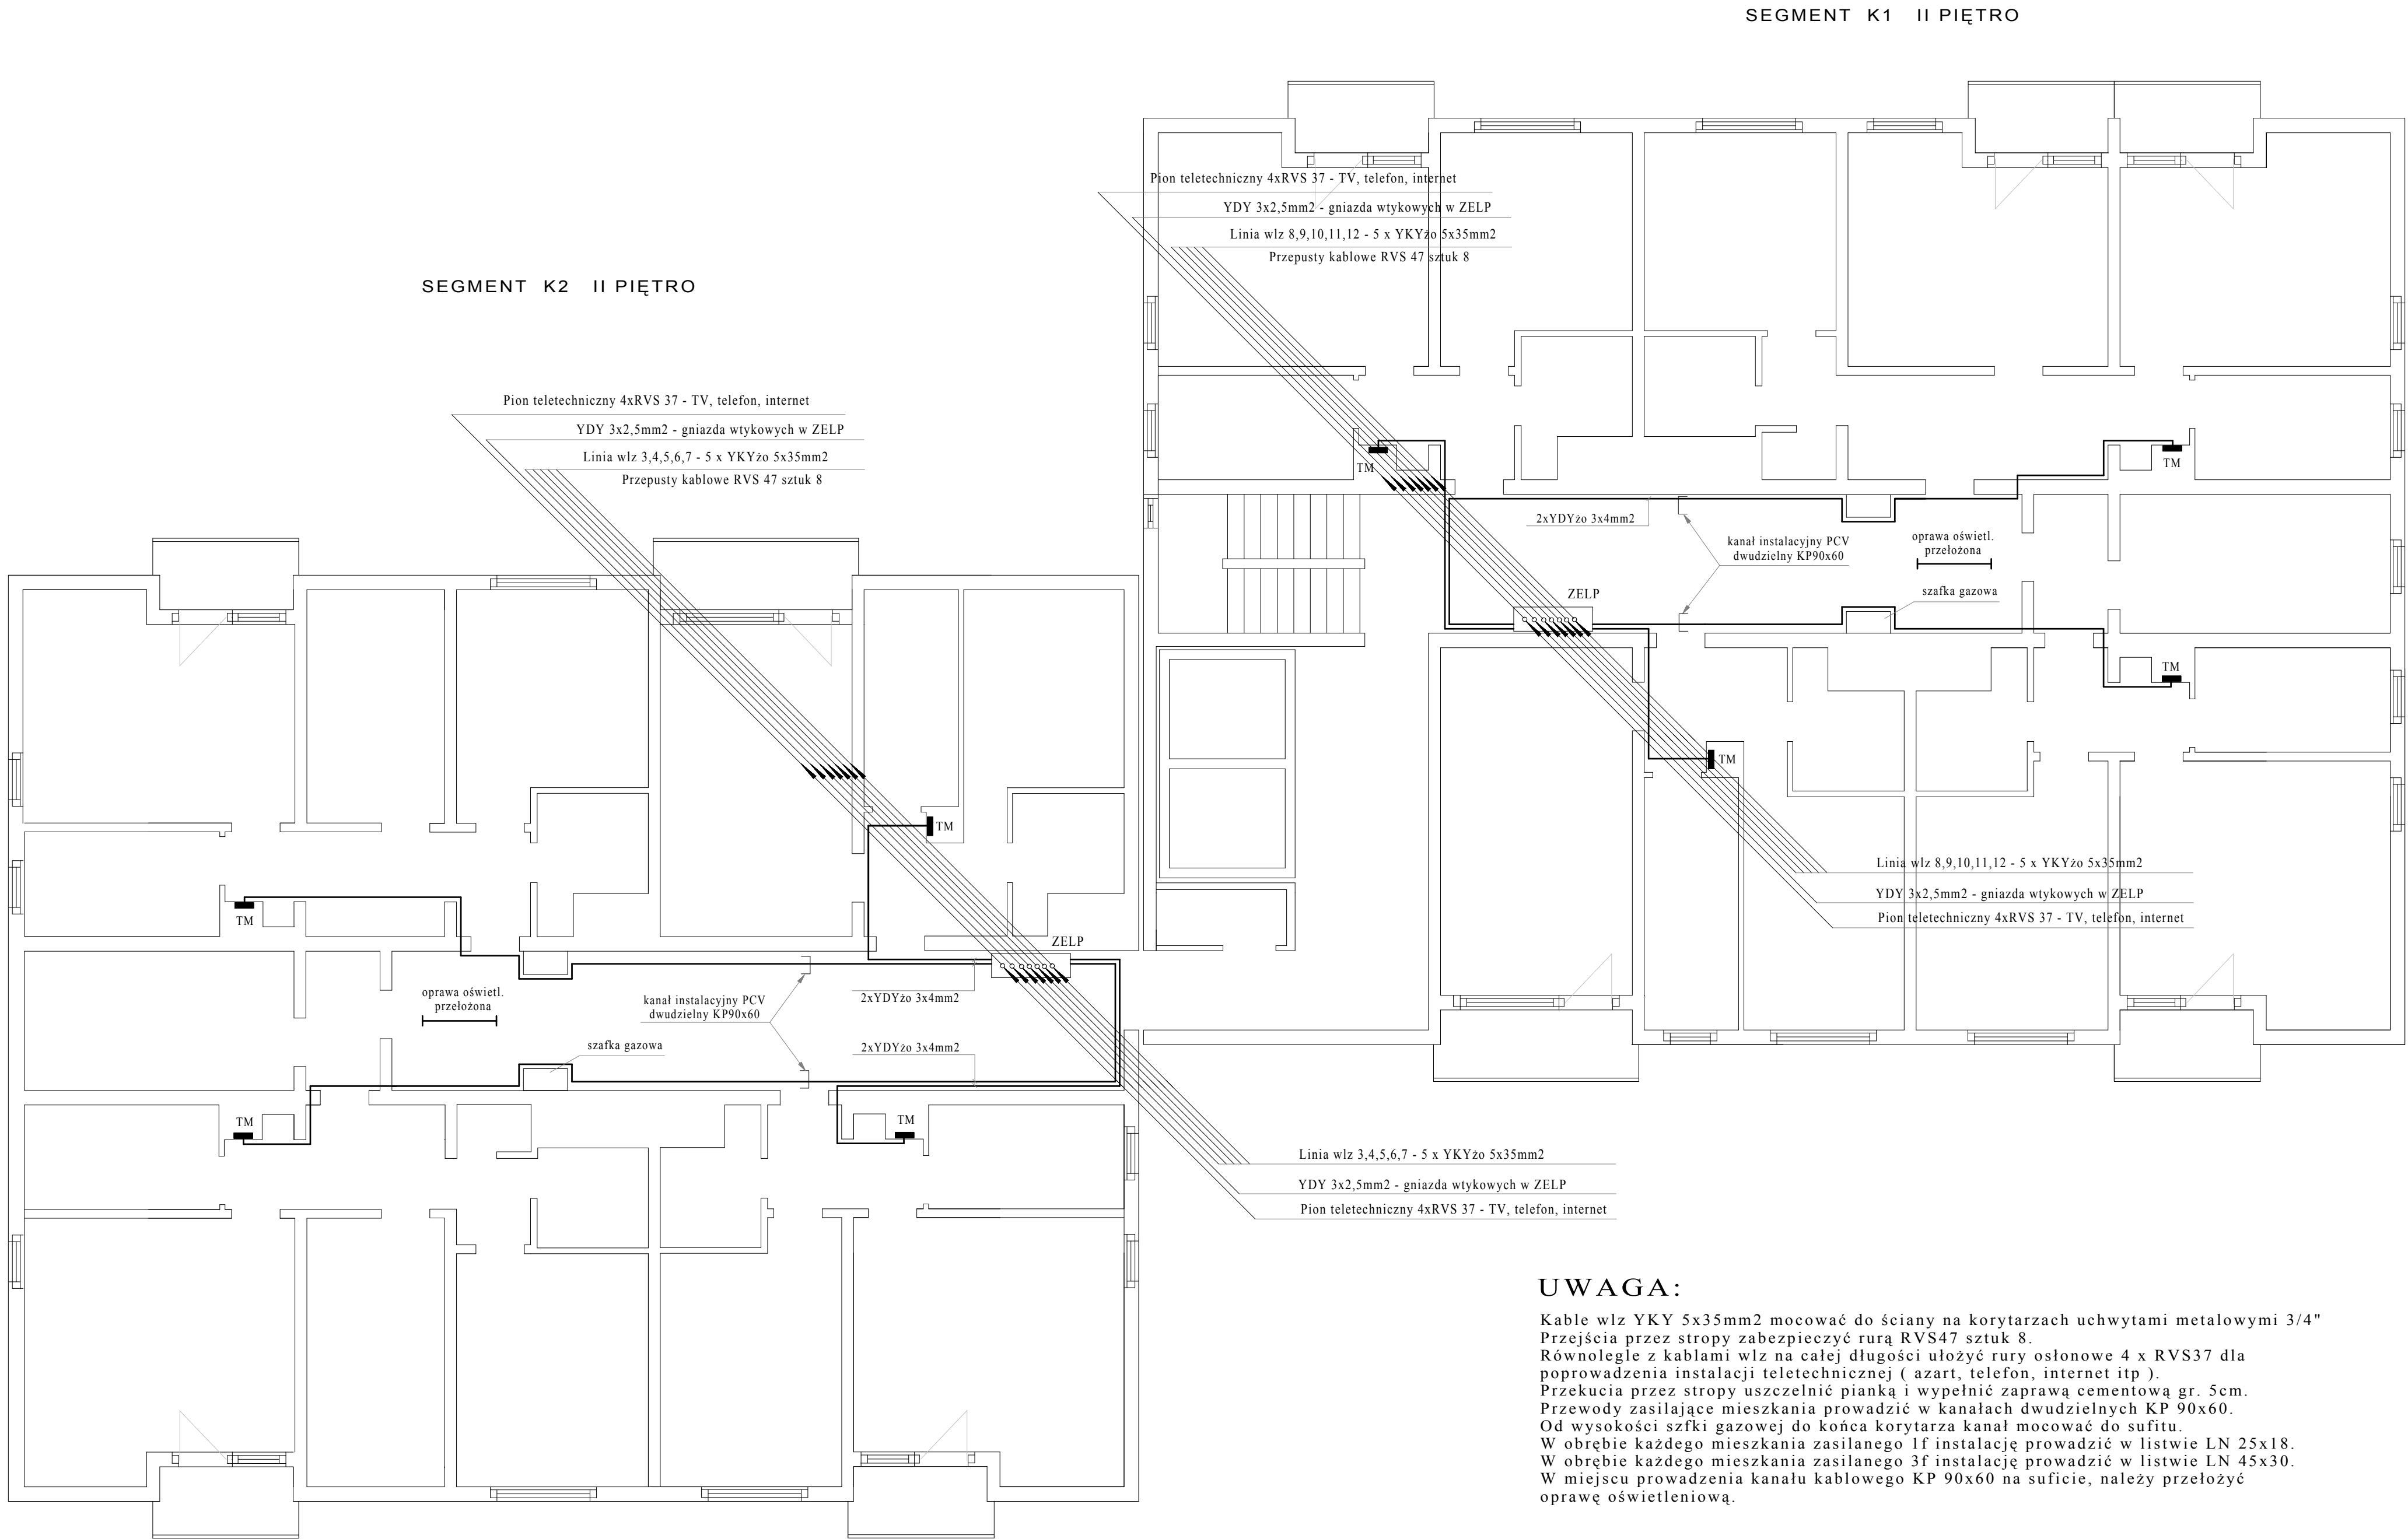 SEGMENT K1 II PIĘTRO
Pion teletechniczny 4xRVS 37 - TV, telefon, internet
YDY 3x2,5mm2 - gniazda wtykowych w ZELP
Linia wlz 8,9,10,11,12 - 5 x YKYżo 5x35mm2
Przepusty kablowe RVS 47 sztuk 8
TM
TM
2xYDYżo 3x4mm2
kanał instalacyjny PCV
dwudzielny KP90x60
oprawa oświetl.
przełożona
ZELP
szafka gazowa
TM
TM
Linia wlz 8,9,10,11,12 - 5 x YKYżo 5x35mm2
YDY 3x2,5mm2 - gniazda wtykowych w ZELP
Pion teletechniczny 4xRVS 37 - TV, telefon, internet
SEGMENT K2 II PIĘTRO
Pion teletechniczny 4xRVS 37 - TV, telefon, internet
YDY 3x2,5mm2 - gniazda wtykowych w ZELP
Linia wlz 3,4,5,6,7 - 5 x YKYżo 5x35mm2
Przepusty kablowe RVS 47 sztuk 8
TM
TM
ZELP
oprawa oświetl.
przełożona
kanał instalacyjny PCV
dwudzielny KP90x60
2xYDYżo 3x4mm2
szafka gazowa
2xYDYżo 3x4mm2
TM
TM
Linia wlz 3,4,5,6,7 - 5 x YKYżo 5x35mm2
YDY 3x2,5mm2 - gniazda wtykowych w ZELP
Pion teletechniczny 4xRVS 37 - TV, telefon, internet
UWAGA:
Kable wlz YKY 5x35mm2 mocować do ściany na korytarzach uchwytami metalowymi 3/4"
Przejścia przez stropy zabezpieczyć rurą RVS47 sztuk 8.
Równolegle z kablami wlz na całej długości ułożyć rury osłonowe 4 x RVS37 dla
poprowadzenia instalacji teletechnicznej ( azart, telefon, internet itp ).
Przekucia przez stropy uszczelnić pianką i wypełnić zaprawą cementową gr. 5cm.
Przewody zasilające mieszkania prowadzić w kanałach dwudzielnych KP 90x60.
Od wysokości szfki gazowej do końca korytarza kanał mocować do sufitu.
W obrębie każdego mieszkania zasilanego 1f instalację prowadzić w listwie LN 25x18.
W obrębie każdego mieszkania zasilanego 3f instalację prowadzić w listwie LN 45x30.
W miejscu prowadzenia kanału kablowego KP 90x60 na suficie, należy przełożyć
oprawę oświetleniową.